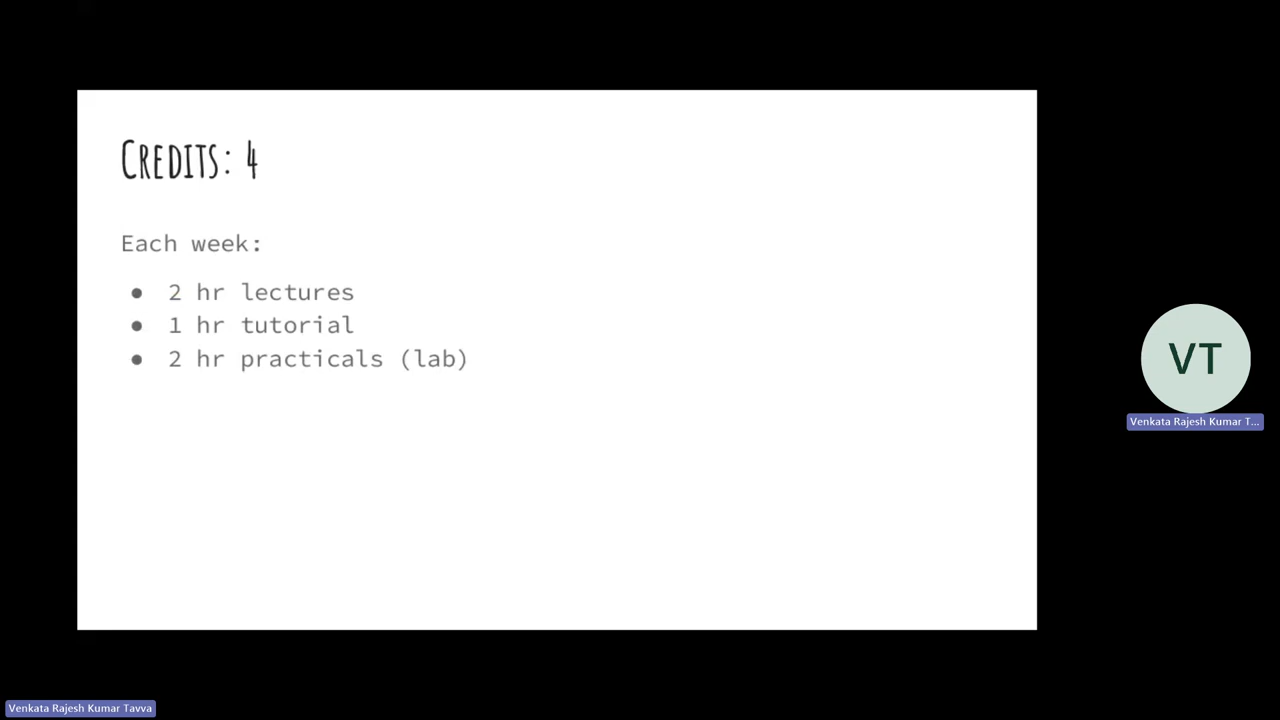 CREDITS: 4
Each week:
● 2 hr lectures
● 1 hr tutorial
● 2 hr practicals (lab)
VT
Venkata Rajesh Kumar T...
Venkata Rajesh Kumar Tavva